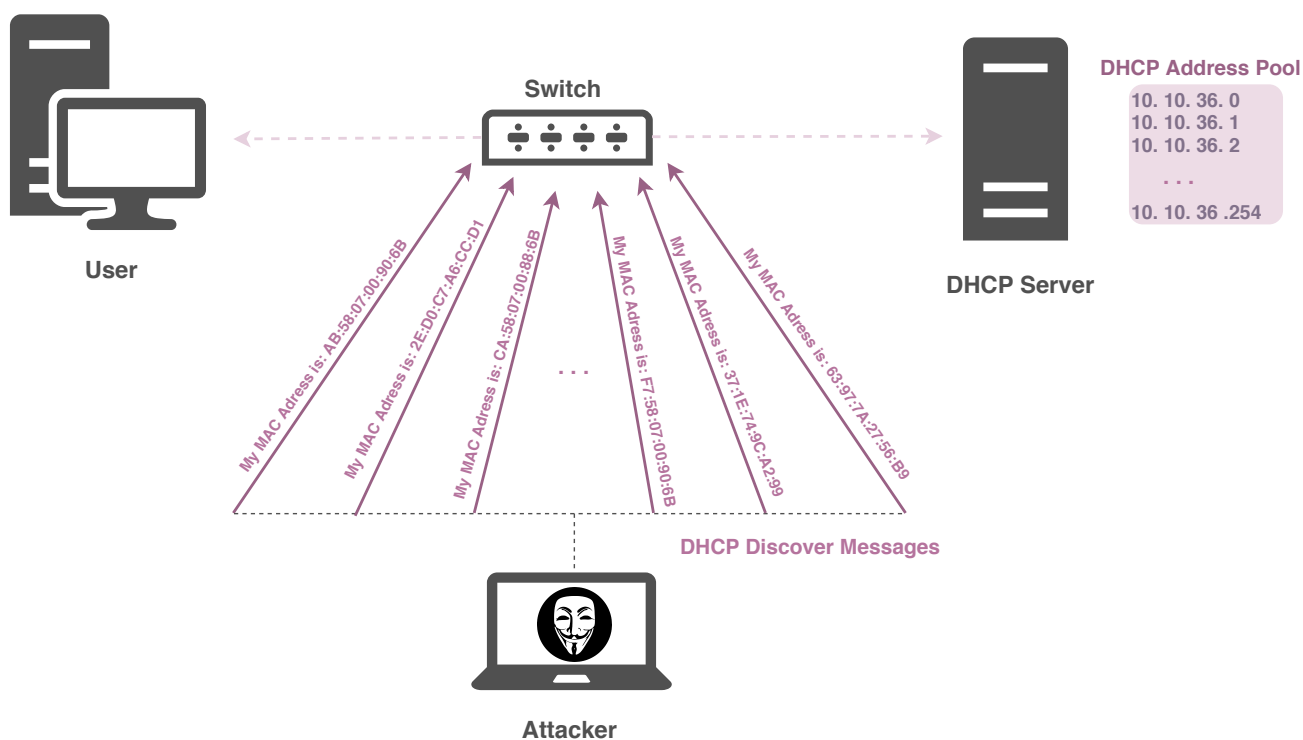 Switch
DHCP Address Pool
10. 10. 36. 0
10. 10. 36. 1
10. 10. 36. 2
. . .
10. 10. 36 .254
User
DHCP Server
My MAC Adress is: AB:58:07:00:90:6B
My MAC Adress is: 2E:D0:C7:A6:CC:D1
My MAC Adress is: CA:58:07:00:88:6B
. . .
My MAC Adress is: F7:58:07:00:90:6B
My MAC Adress is: 37:1E:74:9C:A2:99
My MAC Adress is: 63:97:7A:27:56:B9
DHCP Discover Messages
Attacker